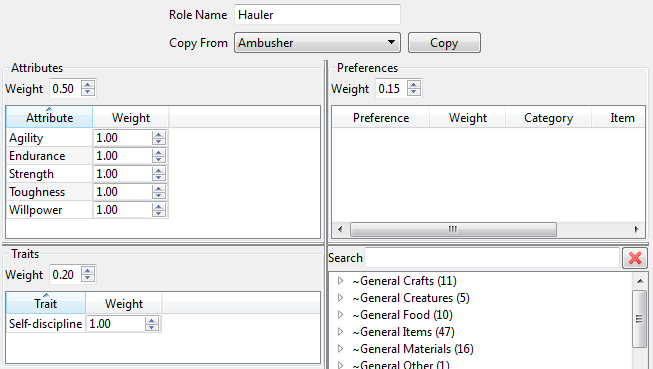 Role Name Hauler
Copy From Ambusher Copy
Attributes
Weight 0.50
Attribute Weight
Agility 1.00
Endurance 1.00
Strength 1.00
Toughness 1.00
Willpower 1.00
Preferences
Weight 0.15
Preference Weight Category Item
Traits
Weight 0.20
Trait Weight
Self-discipline 1.00
Search
~General Crafts (11)
~General Creatures (5)
~General Food (10)
~General Items (47)
~General Materials (16)
~General Other (1)